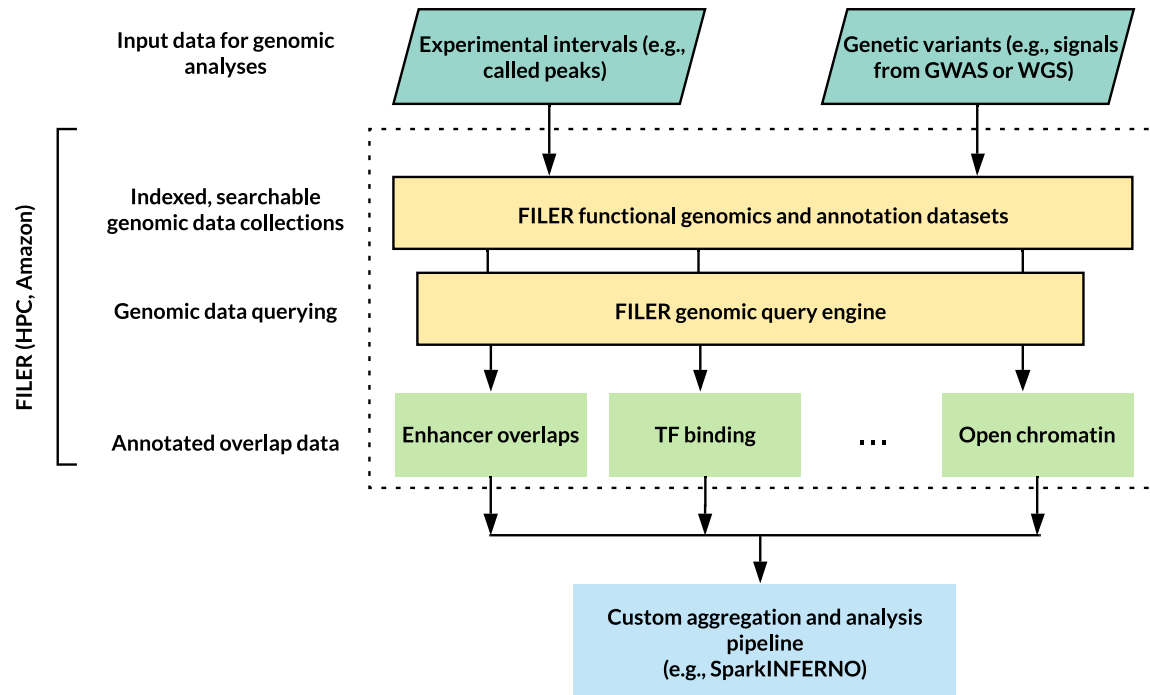 Input data for genomic
analyses
Experimental intervals (e.g.,
called peaks)
Genetic variants (e.g., signals
from GWAS or WGS)
FILER (HPC, Amazon)
Indexed, searchable
genomic data collections
FILER functional genomics and annotation datasets
Genomic data querying
FILER genomic query engine
Annotated overlap data
Enhancer overlaps
TF binding
...
Open chromatin
Custom aggregation and analysis
pipeline
(e.g., SparkINFERNO)